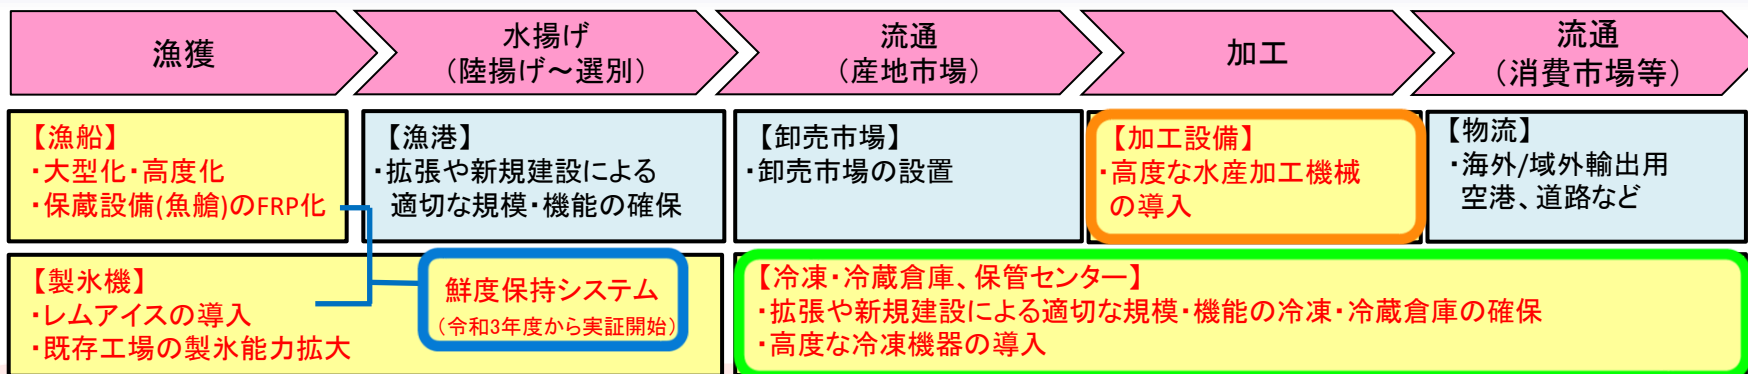 漁獲
水揚げ
(陸揚げ～選別)
流通
(産地市場)
加工
流通
(消費市場等)
【漁船】
・大型化・高度化
・保蔵設備(魚艙)のFRP化
【漁港】
・拡張や新規建設による
適切な規模・機能の確保
【卸売市場】
・卸売市場の設置
【加工設備】
・高度な水産加工機械
の導入
【物流】
・海外/域外輸出用
空港、道路など
【製氷機】
・レムアイスの導入
・既存工場の製氷能力拡大
鮮度保持システム
(令和3年度から実証開始)
【冷凍・冷蔵倉庫、保管センター】
・拡張や新規建設による適切な規模・機能の冷凍・冷蔵倉庫の確保
・高度な冷凍機器の導入